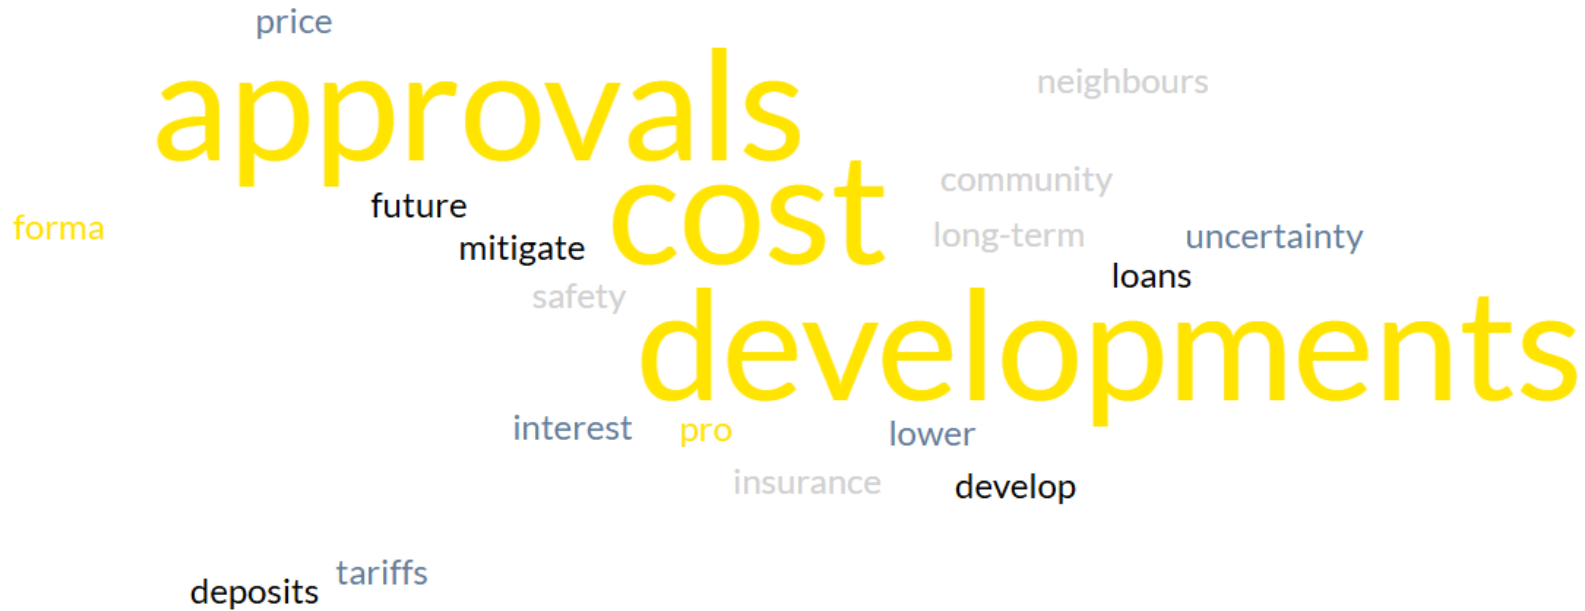 price
approvals
neighbours
community
cost
future
forma
long-term
uncertainty
mitigate
loans
safety
developments
interest
pro
lower
insurance
develop
tariffs
deposits